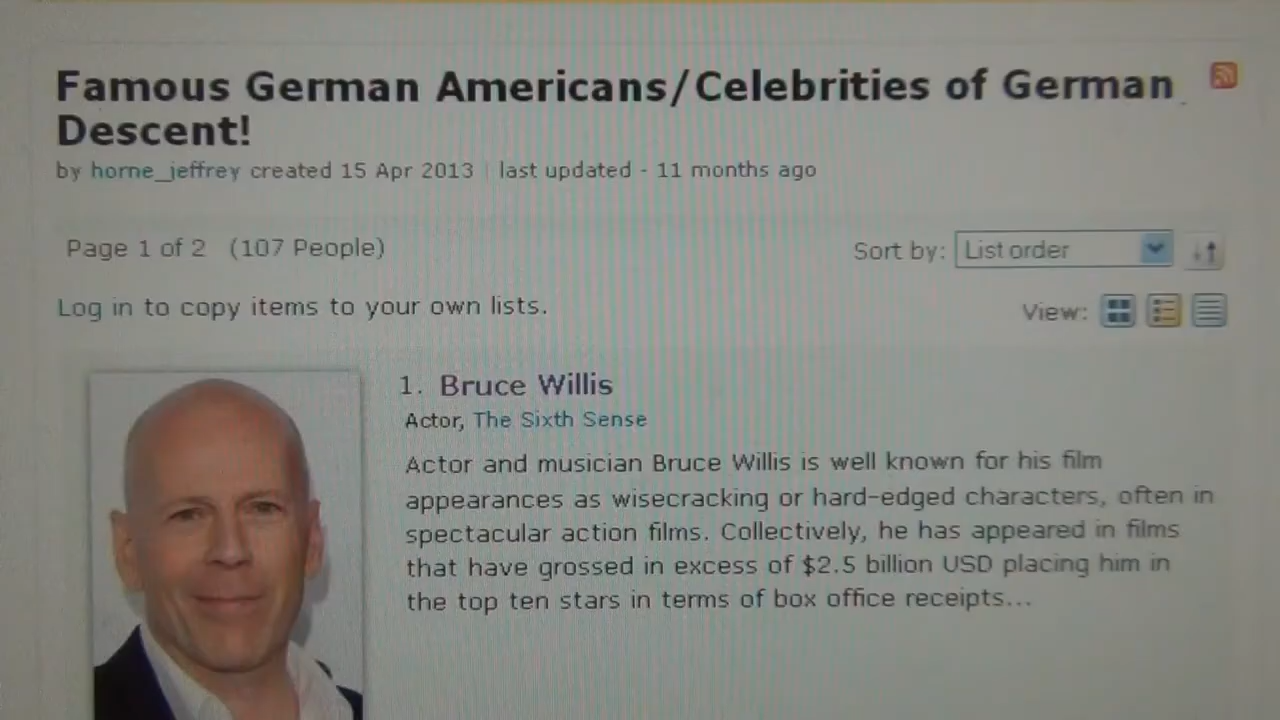 Famous German Americans/Celebrities of German
Descent!
by horne_jeffrey created 15 Apr 2013 | last updated - 11 months ago
Page 1 of 2 (107 People)
Sort by: List order
Log in to copy items to your own lists.
View:
1. Bruce Willis
Actor, The Sixth Sense
Actor and musician Bruce Willis is well known for his film
appearances as wisecracking or hard-edged characters, often in
spectacular action films. Collectively, he has appeared in films
that have grossed in excess of $2.5 billion USD placing him in
the top ten stars in terms of box office receipts...